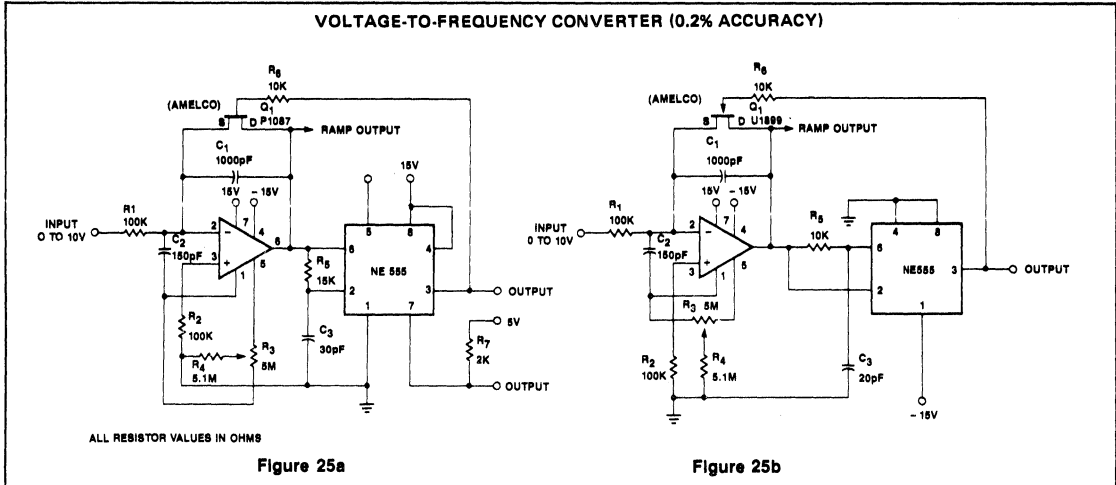 VOLTAGE-TO-FREQUENCY CONVERTER (0.2% ACCURACY)
R6
10K
(AMELCO)
Q1
P1087
S
D
RAMP OUTPUT
C1
1000pF
15V
- 15V
15V
R1
100K
INPUT
0 TO 10V
C2
150pF
2
-
7
4
6
3
+
5
1
5
8
6
4
R5
15K
NE 555
2
3
OUTPUT
1
7
5V
R2
100K
C3
30pF
R7
2K
R4
5.1M
R3
5M
OUTPUT
ALL RESISTOR VALUES IN OHMS
Figure 25a
R6
10K
(AMELCO)
Q1
U1899
S
D
RAMP OUTPUT
C1
1000pF
15V
- 15V
R1
100K
INPUT
0 TO 10V
C2
150pF
2
-
7
4
6
3
+
5
1
R5
10K
4
8
6
NE555
3
OUTPUT
2
1
R3
5M
R2
100K
R4
5.1M
C3
20pF
- 15V
Figure 25b